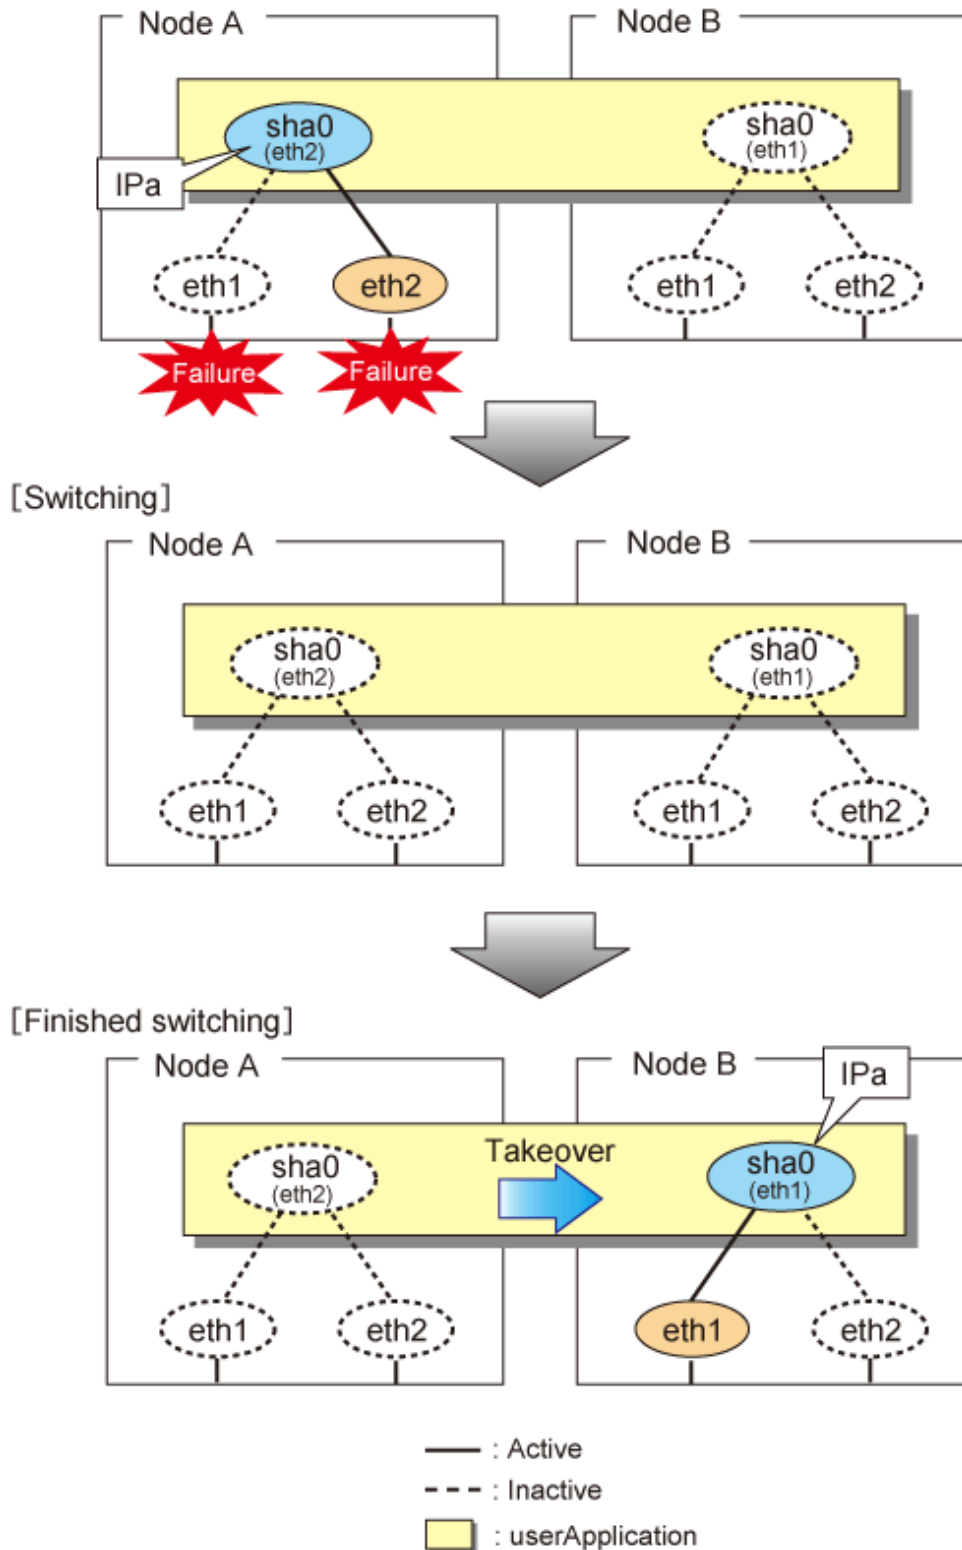 Node A
Node B
sha0
(eth2)
sha0
(eth1)
IPa
eth1
eth2
eth1
eth2
Failure
Failure
[Switching]
Node A
Node B
sha0
(eth2)
sha0
(eth1)
eth1
eth2
eth1
eth2
[Finished switching]
Node A
Node B
IPa
Takeover
sha0
(eth2)
sha0
(eth1)
eth1
eth2
eth1
eth2
: Active
: Inactive
: userApplication